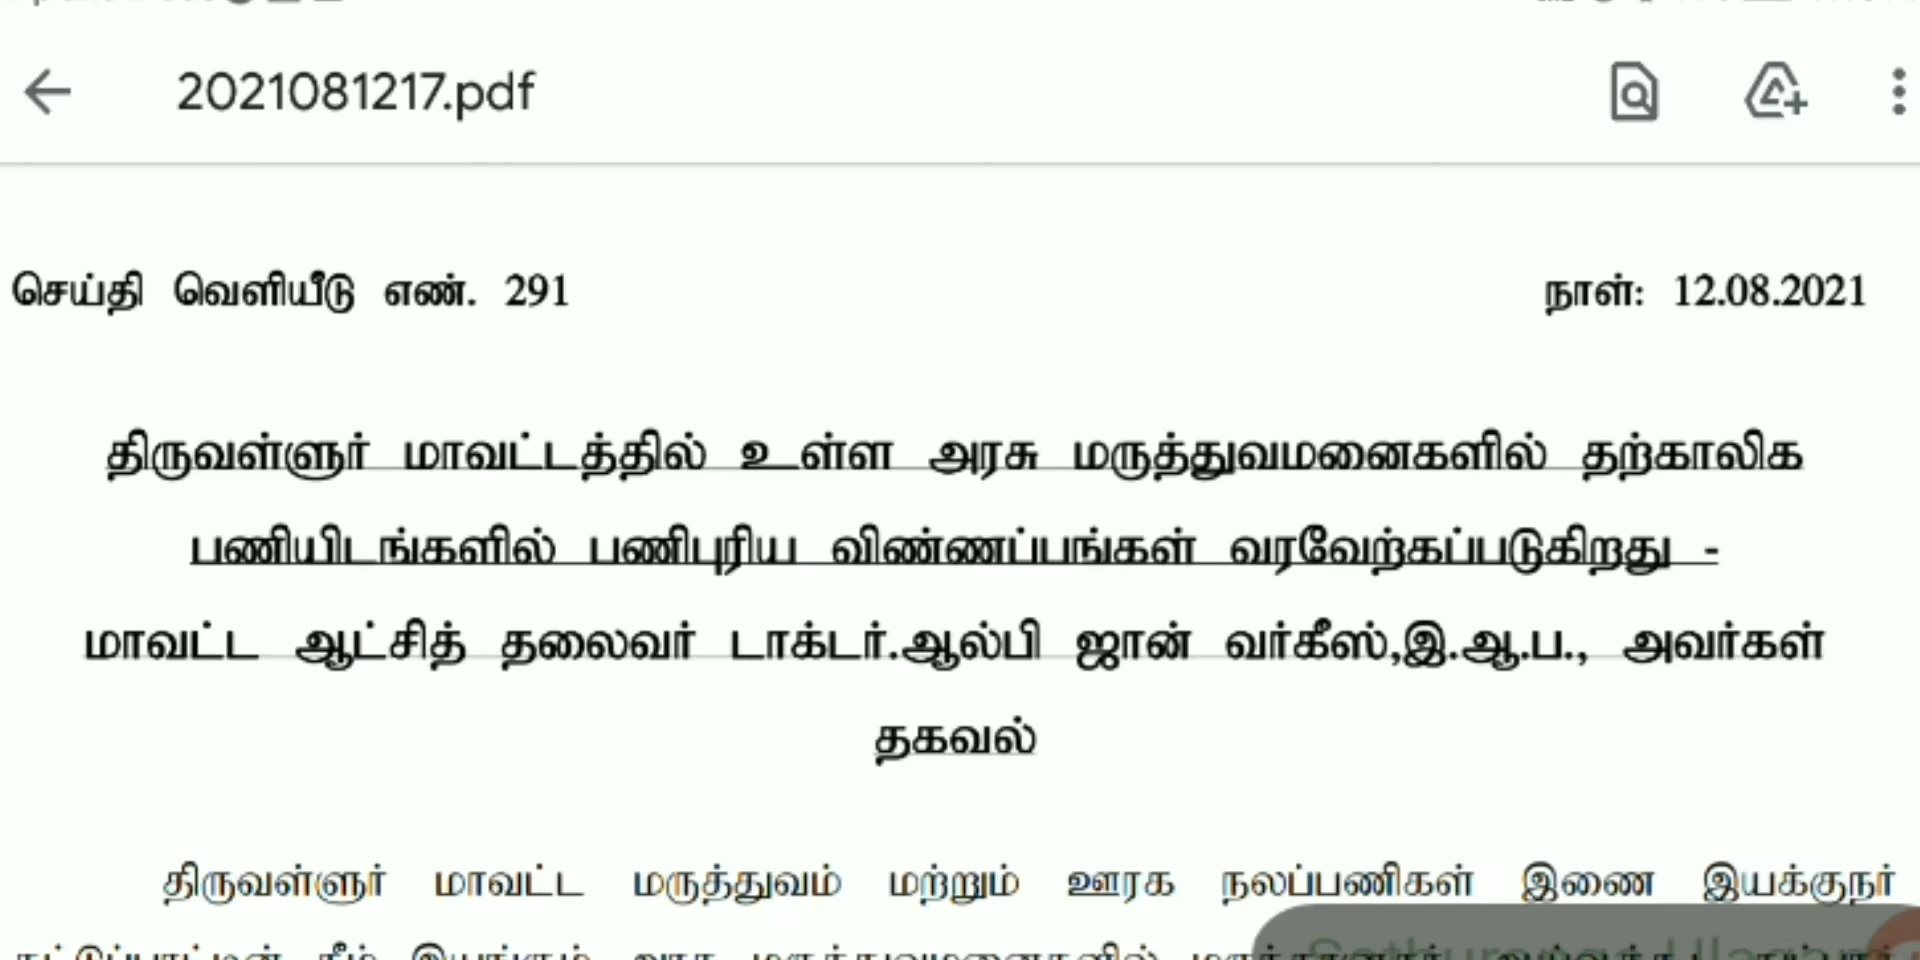 2021081217.pdf
செய்தி வெளியீடு எண். 291 நாள்: 12.08.2021
திருவள்ளுர் மாவட்டத்தில் உள்ள அரசு மருத்துவமனைகளில் தற்காலிக
பணியிடங்களில் பணிபுரிய விண்ணப்பங்கள் வரவேற்கப்படுகிறது -
மாவட்ட ஆட்சித் தலைவர் டாக்டர்.ஆல்பி ஜான் வர்கீஸ்,இ.ஆ.ப., அவர்கள்
தகவல்
திருவள்ளுர் மாவட்ட மருத்துவம் மற்றும் ஊரக நலப்பணிகள் இணை இயக்குநர்